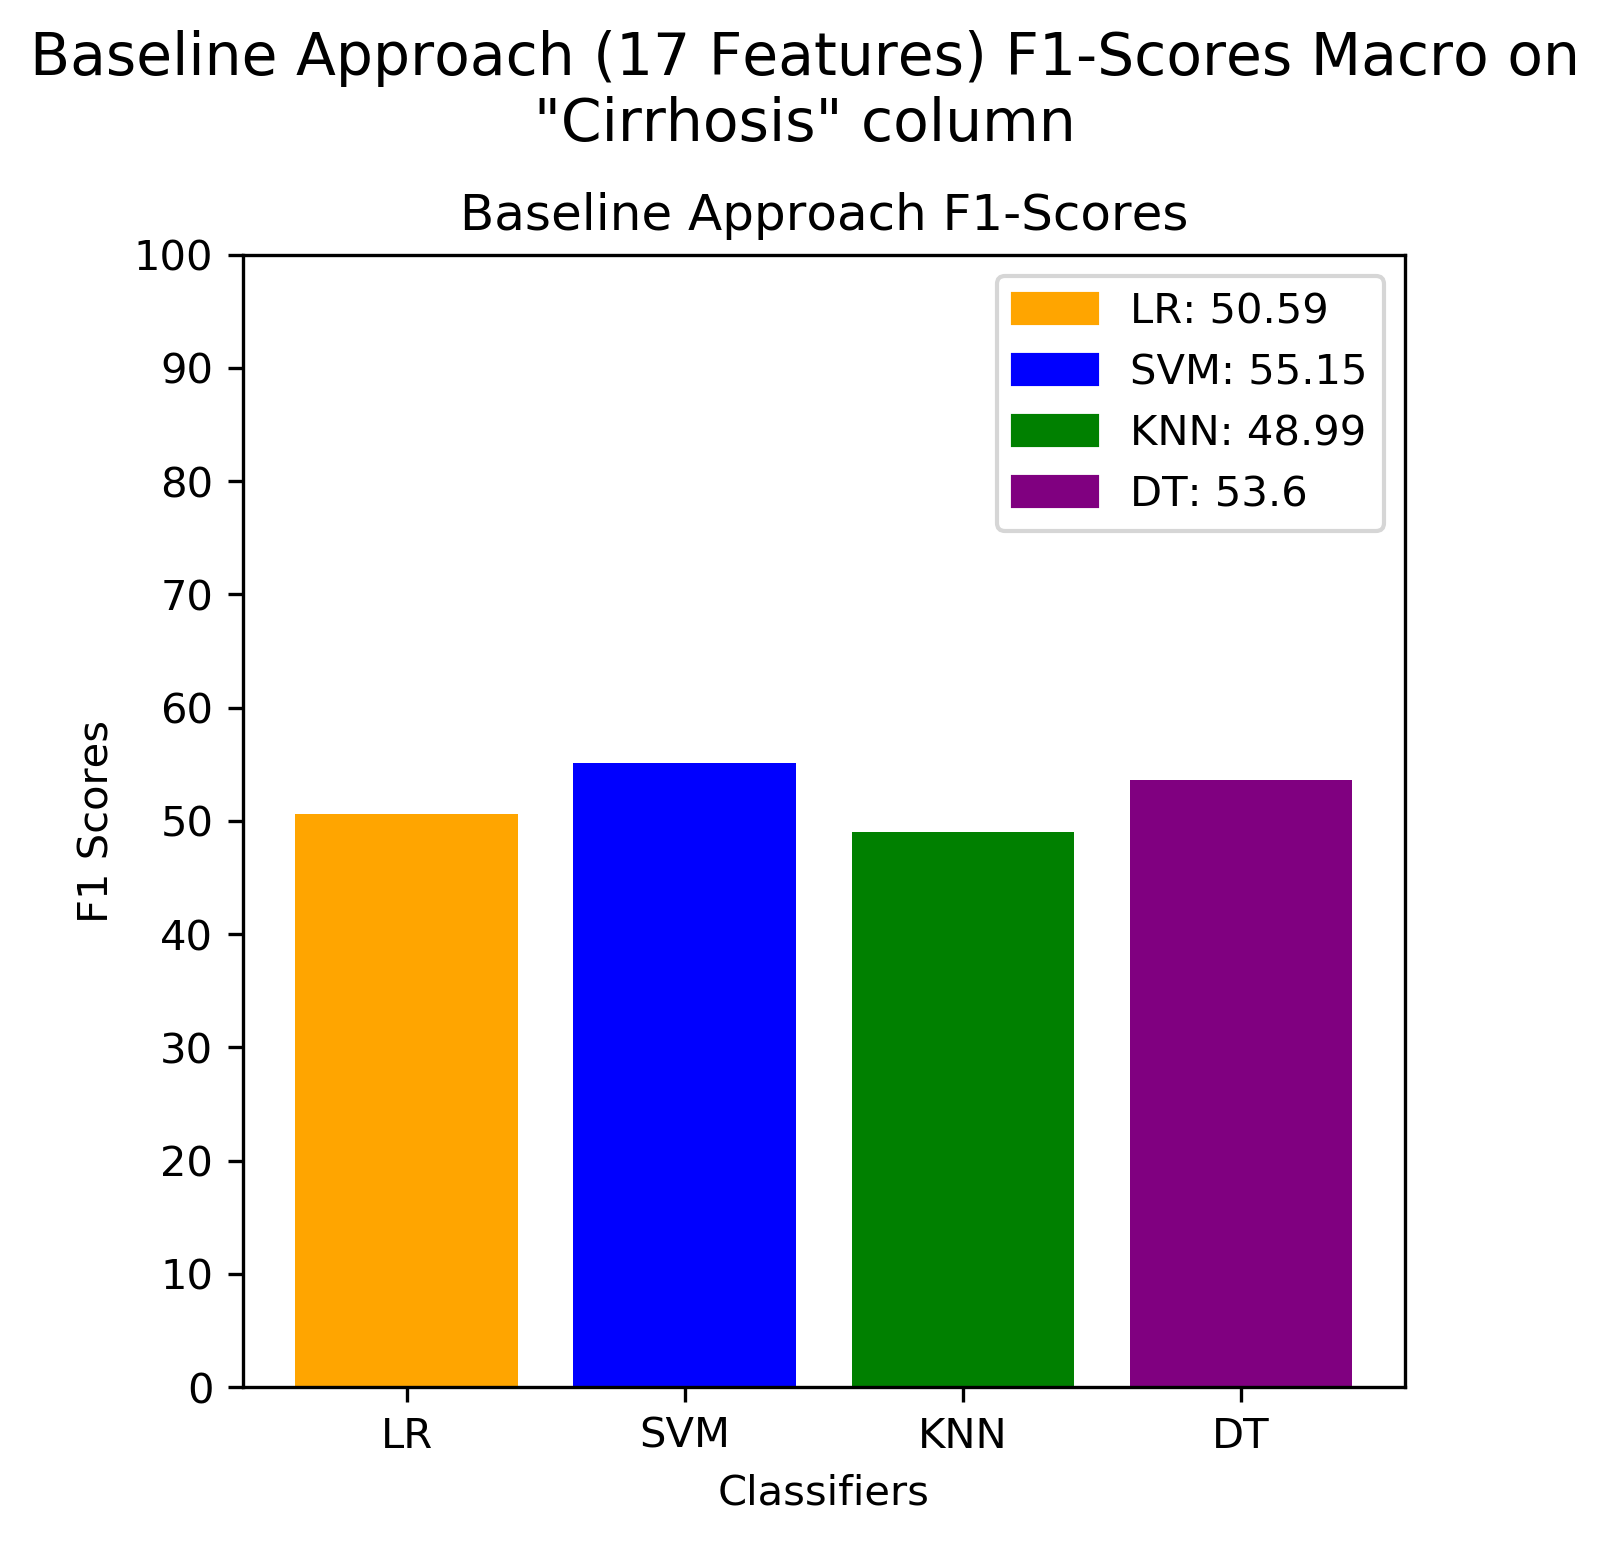 Baseline Approach (17 Features) F1-Scores Macro on
"Cirrhosis" column
Baseline Approach F1-Scores
100
90
80
70
60
50
40
30
20
10
0
F1 Scores
LR: 50.59
SVM: 55.15
KNN: 48.99
DT: 53.6
LR SVM KNN DT
Classifiers